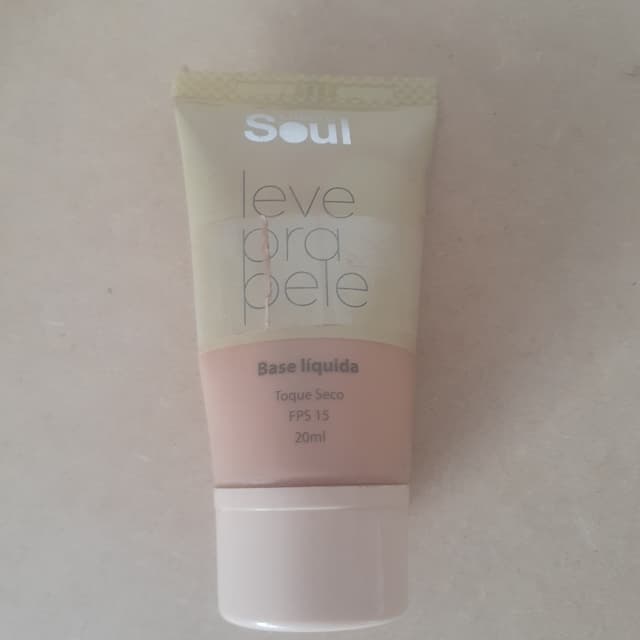 Soul
leve
pra
pele
Base líquida
Toque Seco
FPS 15
20ml